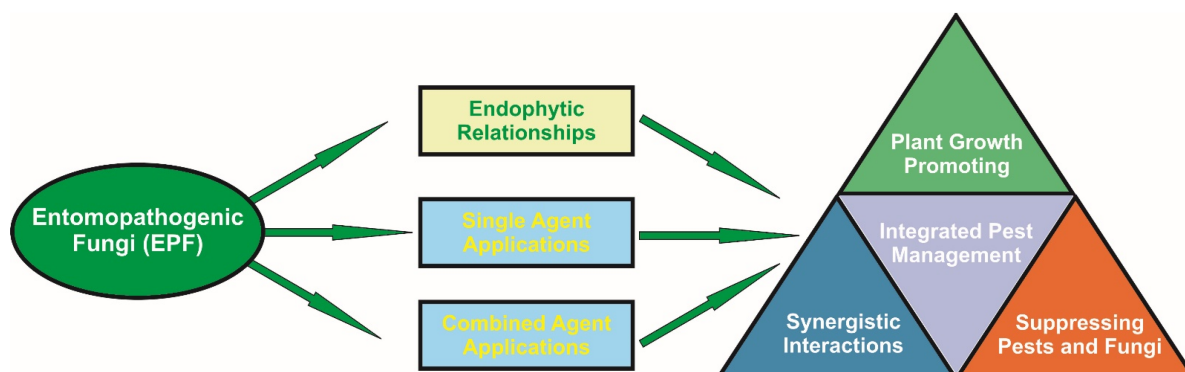 Entomopathogenic
Fungi (EPF)
Endophytic
Relationships
Single Agent
Applications
Combined Agent
Applications
Plant Growth
Promoting
Integrated Pest
Management
Synergistic
Interactions
Suppressing
Pests and Fungi